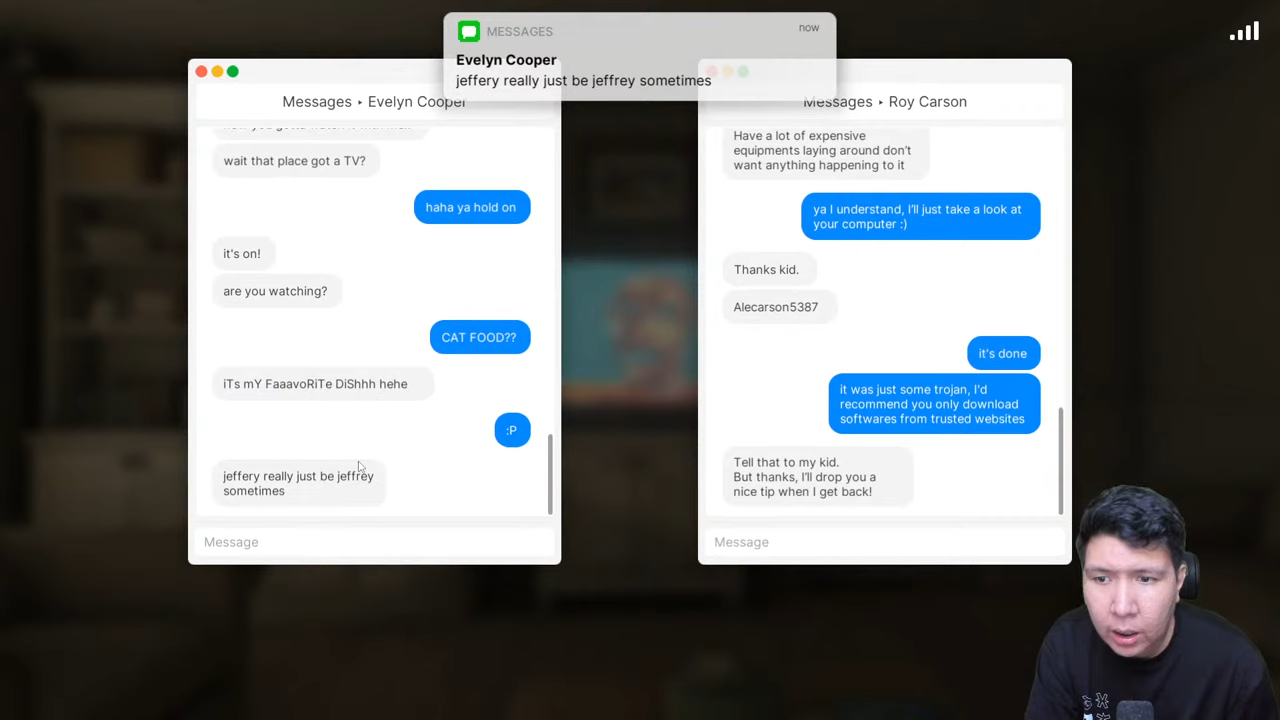 MESSAGES
now
Evelyn Cooper
jeffery really just be jeffrey sometimes
Messages ▸ Evelyn Cooper
wait that place got a TV?
haha ya hold on
it's on!
are you watching?
CAT FOOD??
iTs mY FaaavoRiTe DiShhh hehe
:P
jeffery really just be jeffrey
sometimes
Message
Messages ▸ Roy Carson
Have a lot of expensive
equipments laying around don't
want anything happening to it
ya I understand, I'll just take a look at
your computer :)
Thanks kid.
Alecarson5387
it's done
it was just some trojan, I'd
recommend you only download
softwares from trusted websites
Tell that to my kid.
But thanks, I'll drop you a
nice tip when I get back!
Message